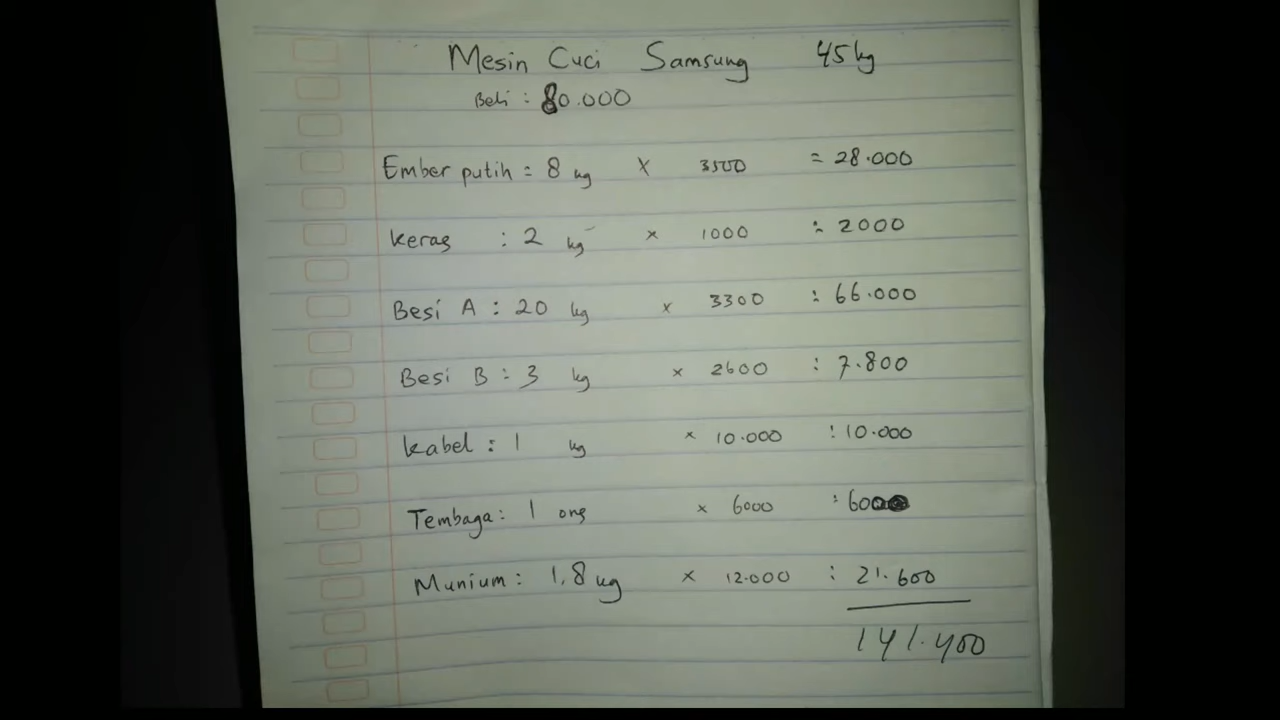 Mesin Cuci Samsung 45 kg
Beli : 80.000
Ember putih = 8 kg x 3500 = 28.000
Keras : 2 kg x 1000 : 2000
Besi A : 20 kg x 3300 : 66.000
Besi B : 3 kg x 2600 : 7.800
Kabel : 1 kg x 10.000 : 10.000
Tembaga : 1 ons x 6000 : 6000
Munium : 1,8 kg x 12.000 : 21.600
141.400